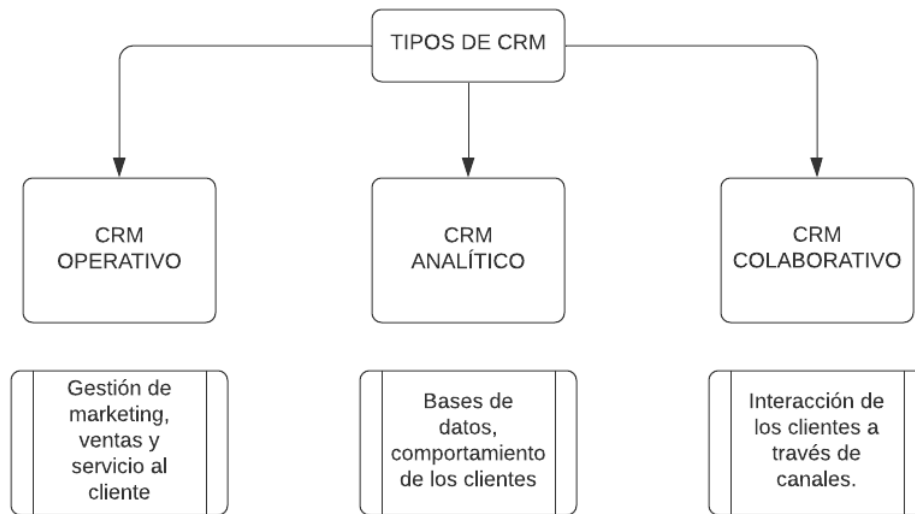 TIPOS DE CRM
CRM
OPERATIVO
CRM
ANALÍTICO
CRM
COLABORATIVO
Gestión de
marketing,
ventas y
servicio al
cliente
Bases de
datos,
comportamiento
de los clientes
Interacción de
los clientes a
través de
canales.